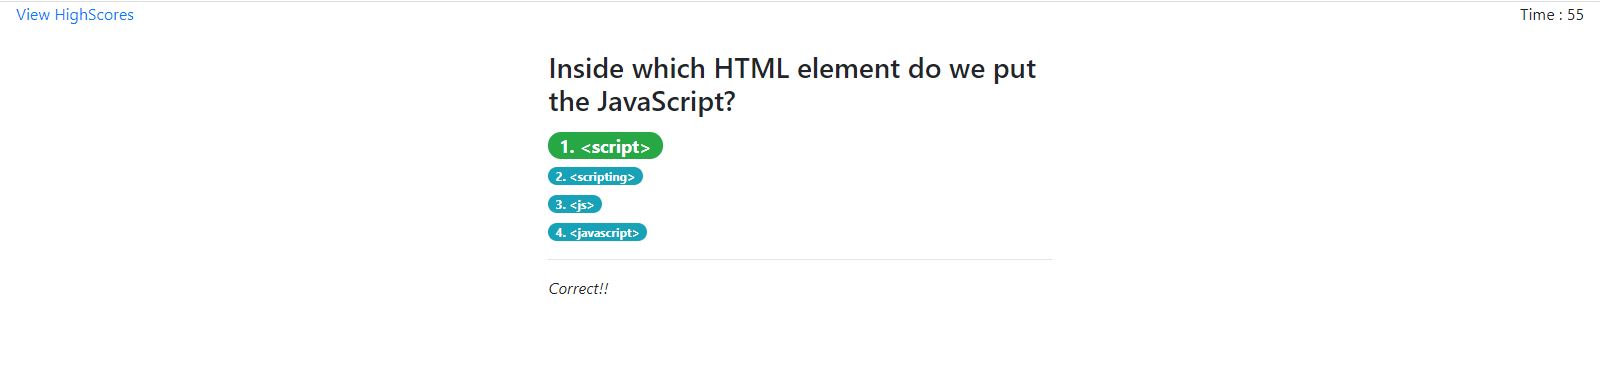 View HighScores
Time : 55
Inside which HTML element do we put
the JavaScript?
1. <script>
2. <scripting>
3. <js>
4. <javascript>
Correct!!